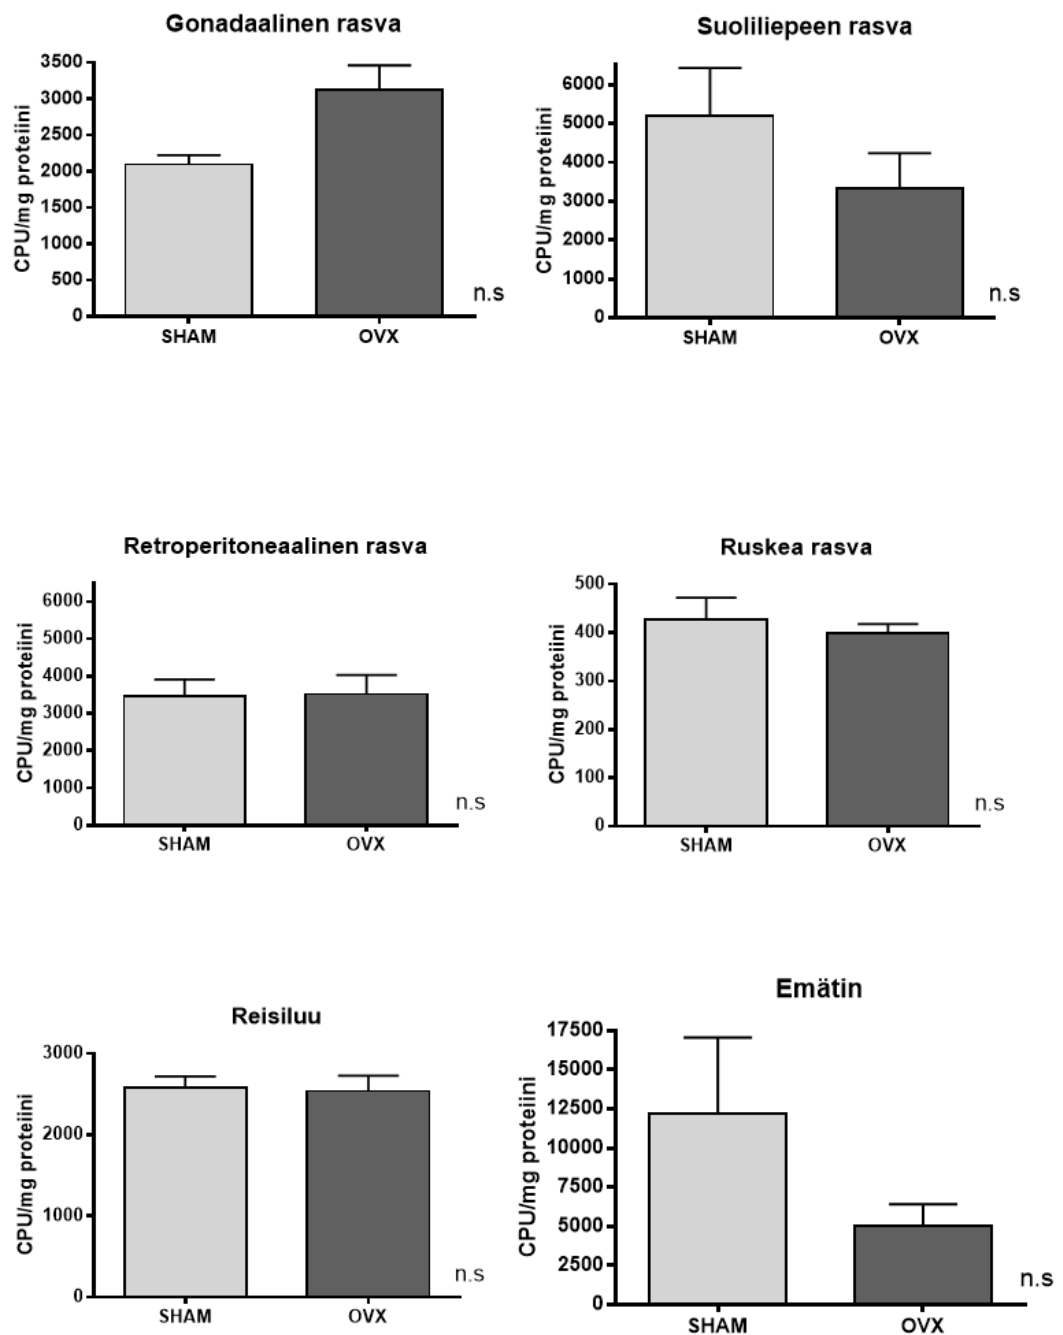 Gonadaalinen rasva
CPU/mg proteiini
3500
3000
2500
2000
1500
1000
500
0
SHAM OVX
n.s
Suoliliepeen rasva
CPU/mg proteiini
6000
5000
4000
3000
2000
1000
0
SHAM OVX
n.s
Retroperitoneaalinen rasva
CPU/mg proteiini
6000
5000
4000
3000
2000
1000
0
SHAM OVX
n.s
Ruskea rasva
CPU/mg proteiini
500
400
300
200
100
0
SHAM OVX
n.s
Reisiluu
CPU/mg proteiini
3000
2000
1000
0
SHAM OVX
n.s
Emätin
CPU/mg proteiini
17500
15000
12500
10000
7500
5000
2500
0
SHAM OVX
n.s